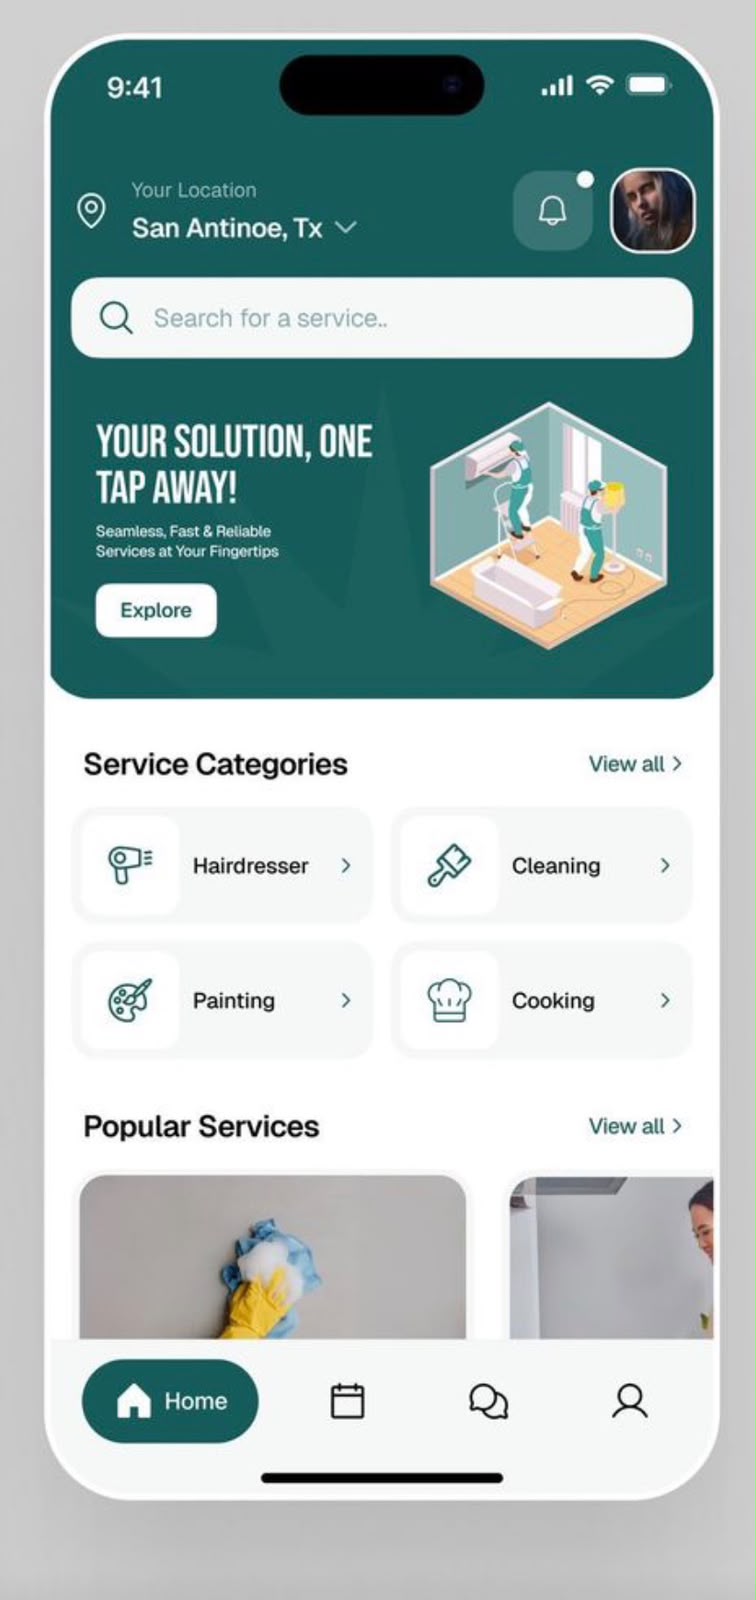 9:41
Your Location
San Antinoe, Tx
Search for a service..
YOUR SOLUTION, ONE
TAP AWAY!
Seamless, Fast & Reliable
Services at Your Fingertips
Explore
Service Categories
View all
Hairdresser
Cleaning
Painting
Cooking
Popular Services
View all
Home